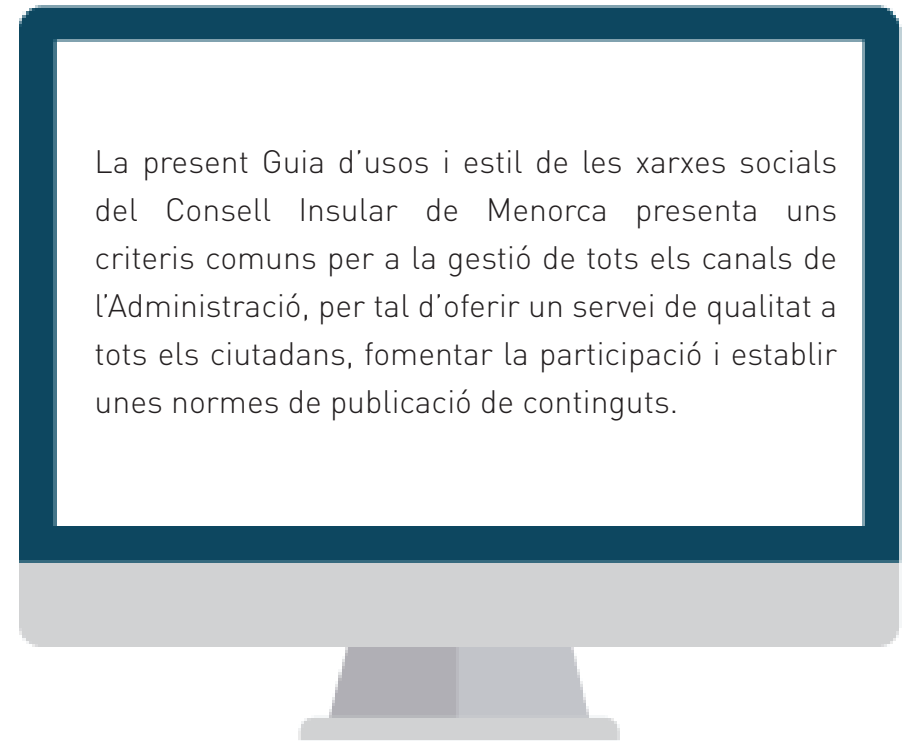 La present Guia d’usos i estil de les xarxes socials
del Consell Insular de Menorca presenta uns
criteris comuns per a la gestió de tots els canals de
l’Administració, per tal d’oferir un servei de qualitat a
tots els ciutadans, fomentar la participació i establir
unes normes de publicació de continguts.